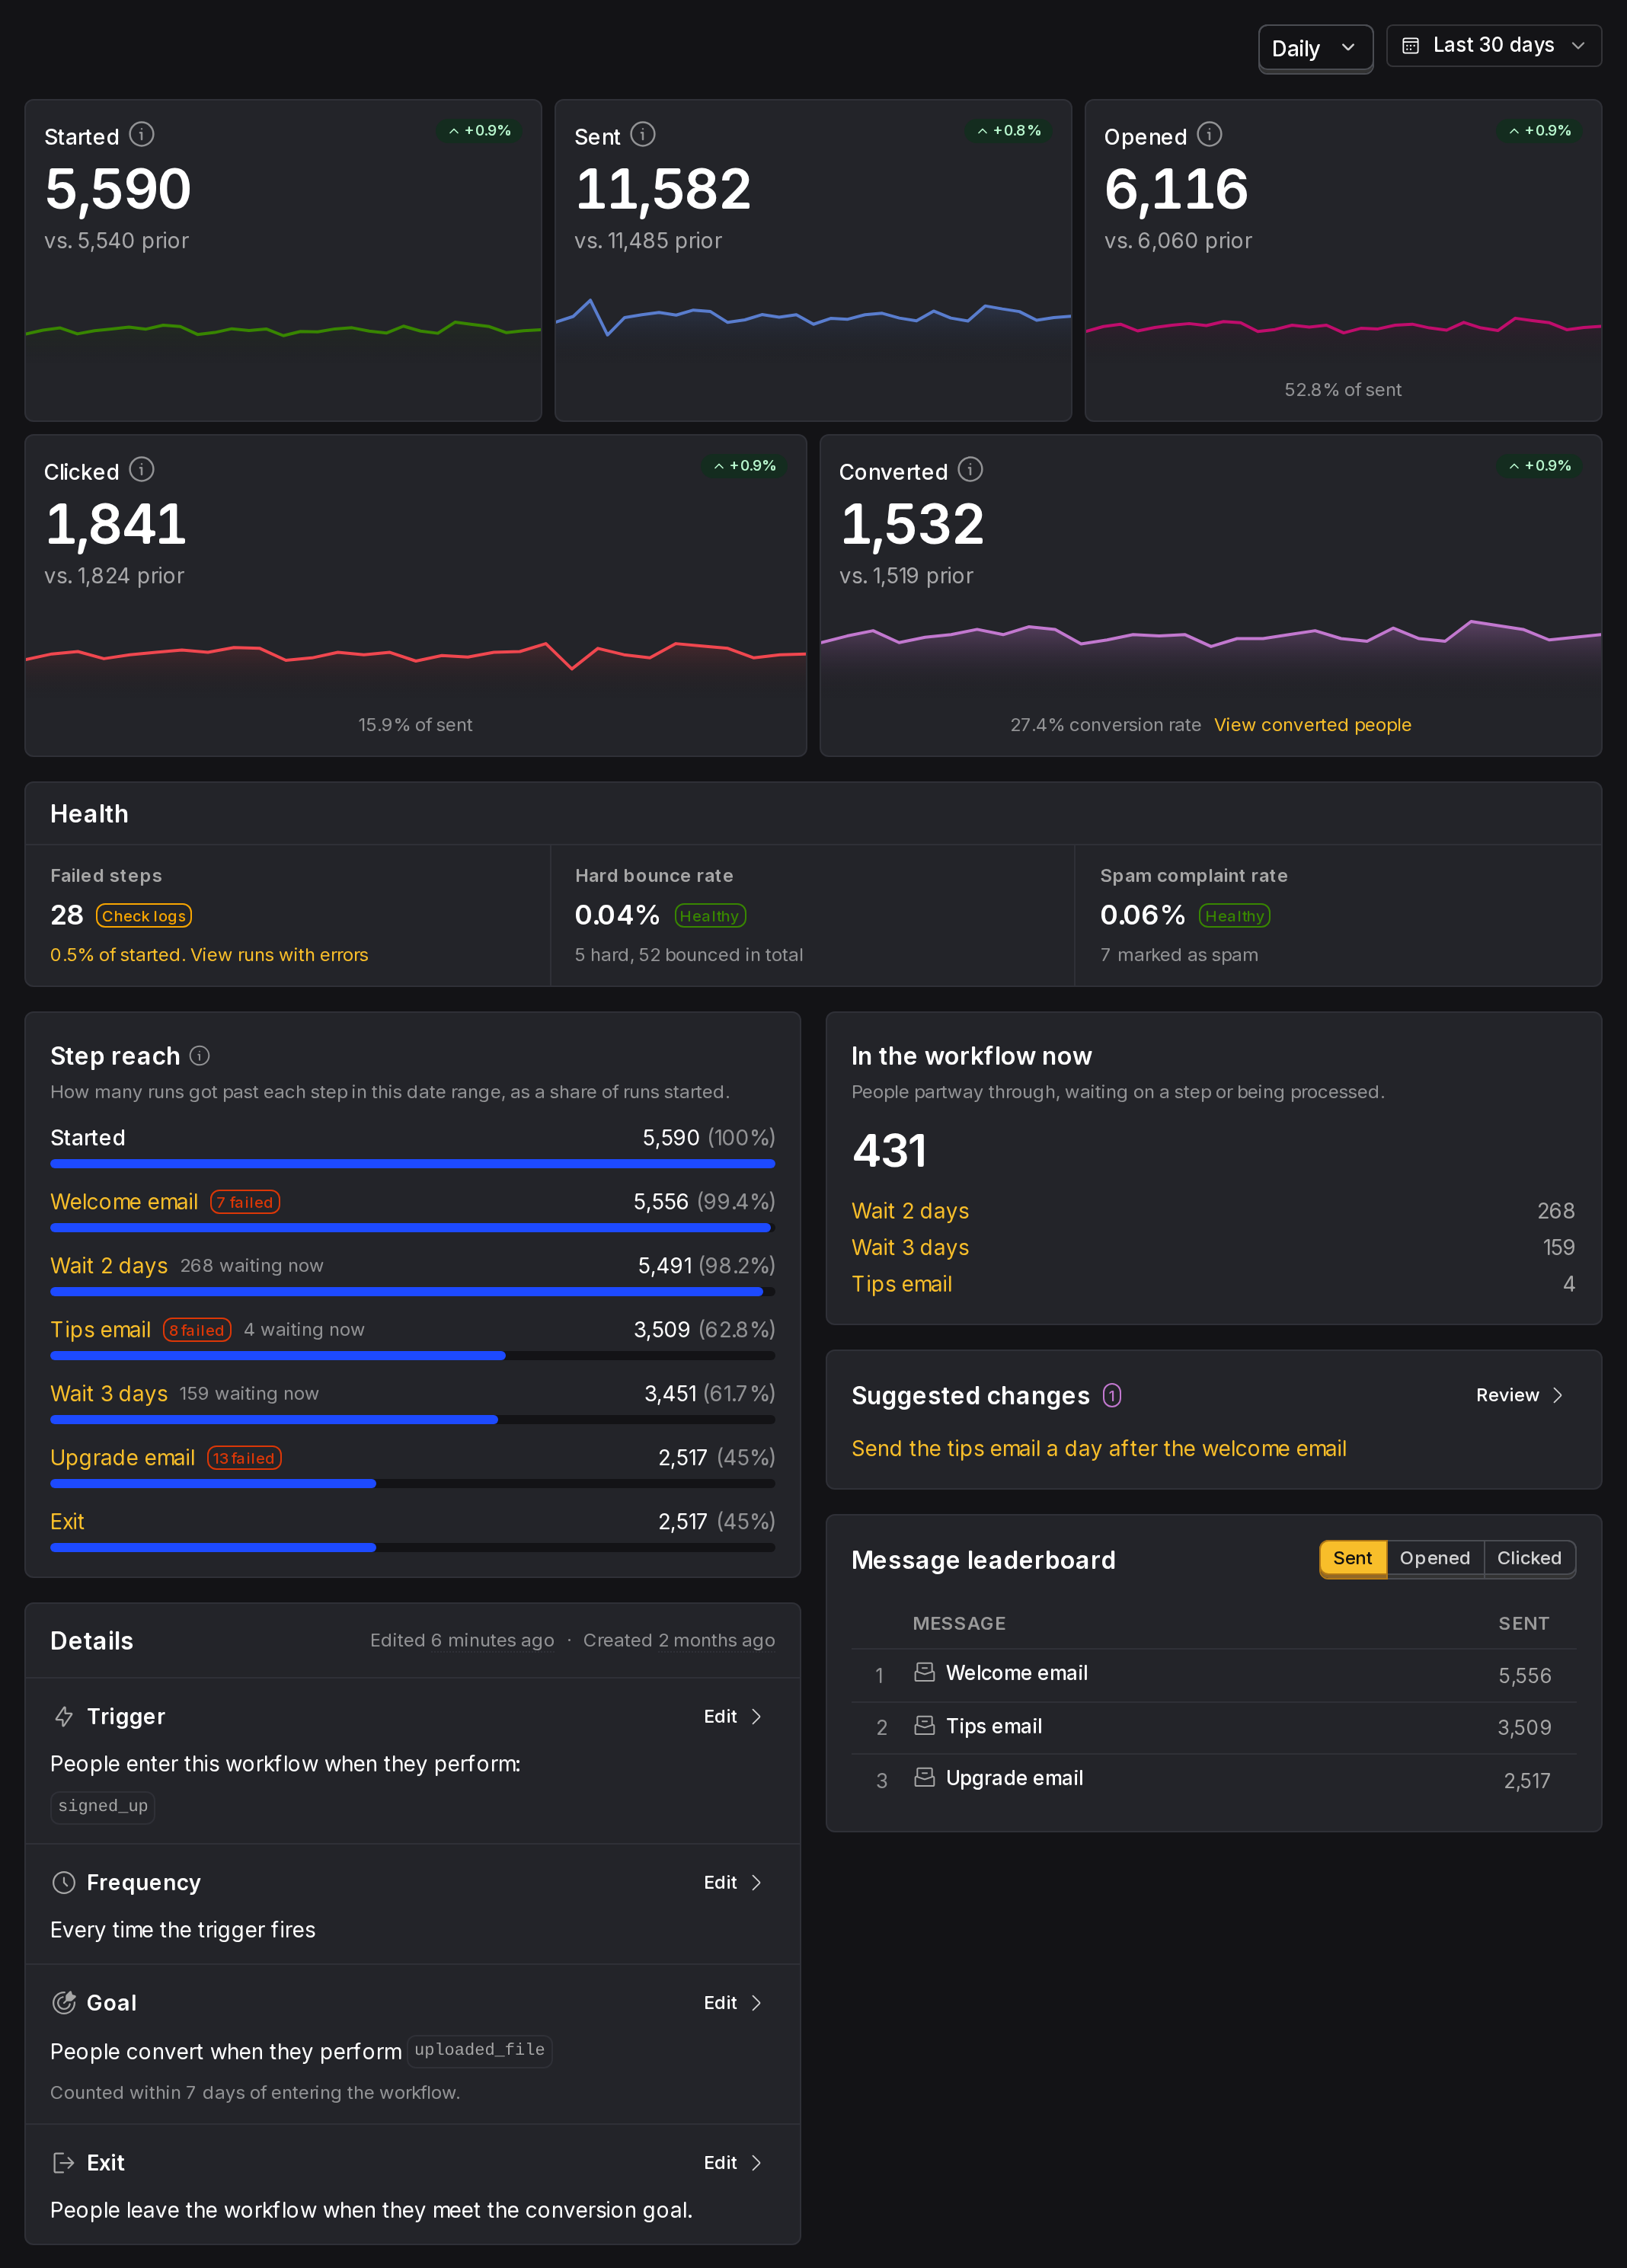 Daily
Last 30 days
Started
+0.9%
5,590
vs. 5,540 prior
Sent
+0.8%
11,582
vs. 11,485 prior
Opened
+0.9%
6,116
vs. 6,060 prior
52.8% of sent
Clicked
+0.9%
1,841
vs. 1,824 prior
15.9% of sent
Converted
+0.9%
1,532
vs. 1,519 prior
27.4% conversion rate View converted people
Health
Failed steps
28 Check logs
0.5% of started. View runs with errors
Hard bounce rate
0.04% Healthy
5 hard, 52 bounced in total
Spam complaint rate
0.06% Healthy
7 marked as spam
Step reach
How many runs got past each step in this date range, as a share of runs started.
Started 5,590 (100%)
Welcome email 7 failed 5,556 (99.4%)
Wait 2 days 268 waiting now 5,491 (98.2%)
Tips email 8 failed 4 waiting now 3,509 (62.8%)
Wait 3 days 159 waiting now 3,451 (61.7%)
Upgrade email 13 failed 2,517 (45%)
Exit 2,517 (45%)
In the workflow now
People partway through, waiting on a step or being processed.
431
Wait 2 days 268
Wait 3 days 159
Tips email 4
Suggested changes 1 Review
Send the tips email a day after the welcome email
Message leaderboard Sent Opened Clicked
MESSAGE SENT
1 Welcome email 5,556
2 Tips email 3,509
3 Upgrade email 2,517
Details Edited 6 minutes ago · Created 2 months ago
Trigger Edit
People enter this workflow when they perform:
signed_up
Frequency Edit
Every time the trigger fires
Goal Edit
People convert when they perform uploaded_file
Counted within 7 days of entering the workflow.
Exit Edit
People leave the workflow when they meet the conversion goal.